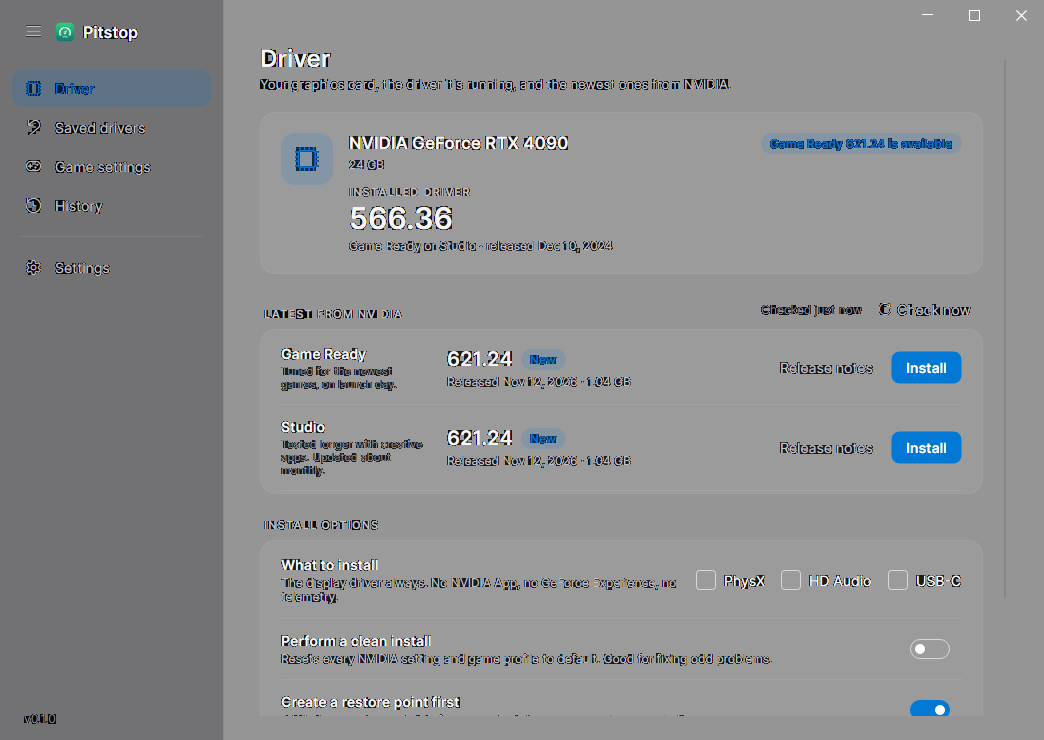 Pitstop
Driver
Saved drivers
Game settings
History
Settings
v0.1.0
Driver
Your graphics card, the driver it's running, and the newest ones from NVIDIA.
NVIDIA GeForce RTX 4090
24 GB
Game Ready 621.24 is available
INSTALLED DRIVER
566.36
Game Ready or Studio · released Dec 10, 2024
LATEST FROM NVIDIA
Checked just now
Check now
Game Ready
Tuned for the newest
games, on launch day.
621.24 New
Released Nov 12, 2026 · 1.04 GB
Release notes
Install
Studio
Tested longer with creative
apps. Updated about
monthly.
621.24 New
Released Nov 12, 2026 · 1.04 GB
Release notes
Install
INSTALL OPTIONS
What to install
The display driver always. No NVIDIA App, no GeForce Experience, no
telemetry.
PhysX
HD Audio
USB-C
Perform a clean install
Resets every NVIDIA setting and game profile to default. Good for fixing odd problems.
Create a restore point first